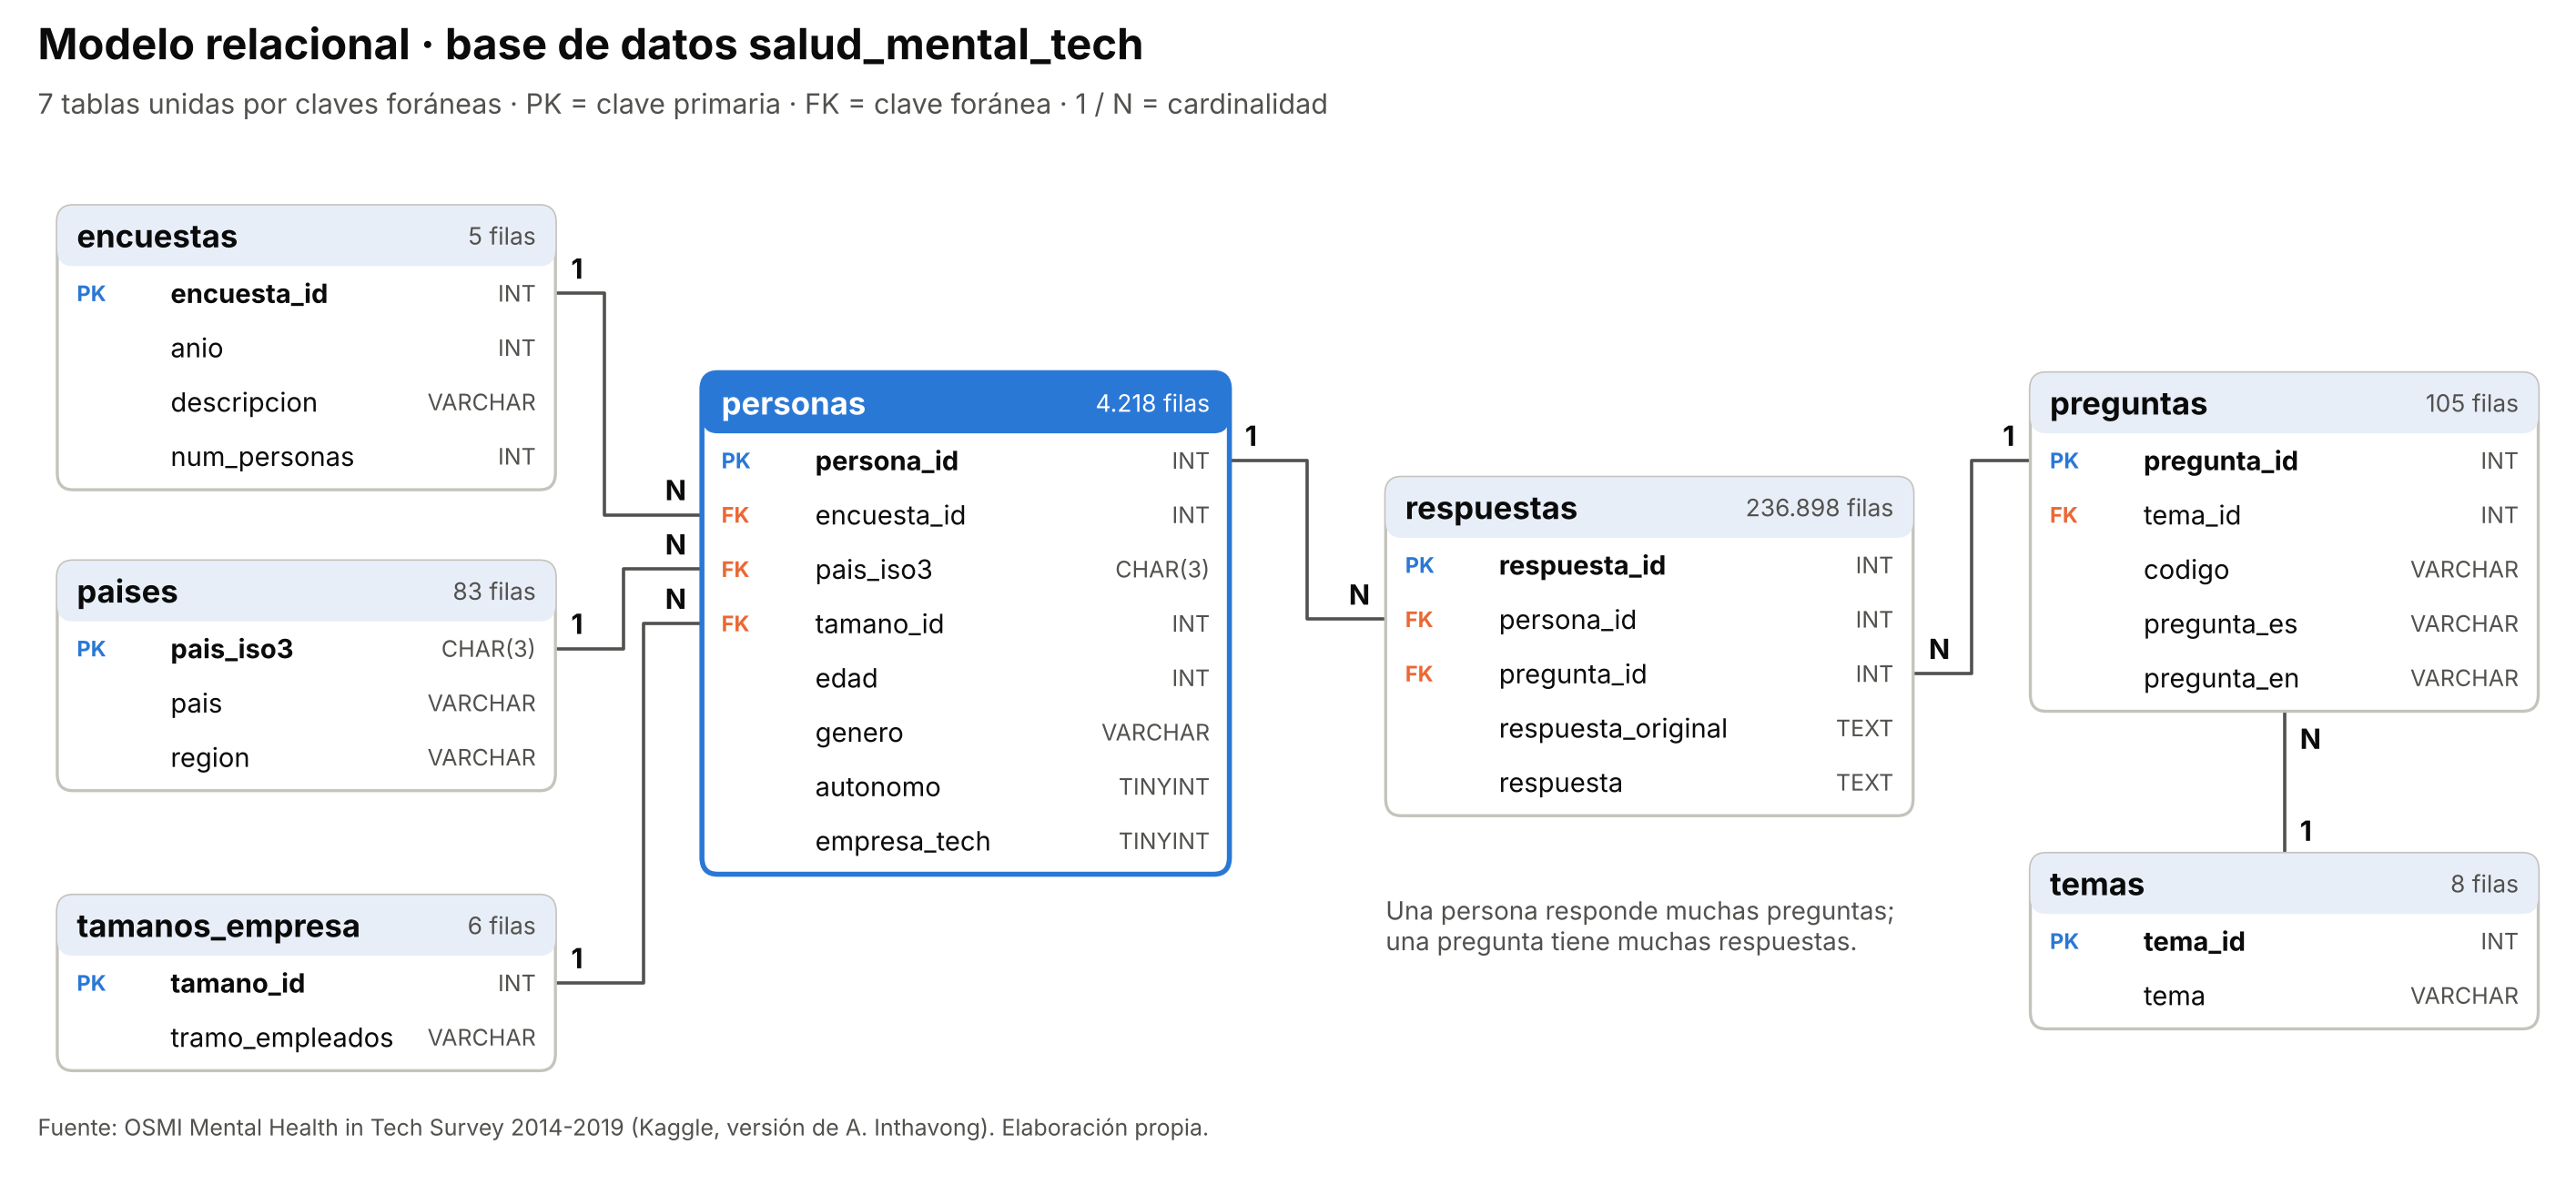 Modelo relacional · base de datos salud_mental_tech
7 tablas unidas por claves foráneas · PK = clave primaria · FK = clave foránea · 1 / N = cardinalidad
encuestas 5 filas
PK encuesta_id INT
anio INT
descripcion VARCHAR
num_personas INT
1
N
paises 83 filas
PK pais_iso3 CHAR(3)
pais VARCHAR
region VARCHAR
1
N
tamanos_empresa 6 filas
PK tamano_id INT
tramo_empleados VARCHAR
1
N
personas 4.218 filas
PK persona_id INT
FK encuesta_id INT
FK pais_iso3 CHAR(3)
FK tamano_id INT
edad INT
genero VARCHAR
autonomo TINYINT
empresa_tech TINYINT
1
N
respuestas 236.898 filas
PK respuesta_id INT
FK persona_id INT
FK pregunta_id INT
respuesta_original TEXT
respuesta TEXT
N
1
Una persona responde muchas preguntas;
una pregunta tiene muchas respuestas.
preguntas 105 filas
PK pregunta_id INT
FK tema_id INT
codigo VARCHAR
pregunta_es VARCHAR
pregunta_en VARCHAR
N
1
temas 8 filas
PK tema_id INT
tema VARCHAR
Fuente: OSMI Mental Health in Tech Survey 2014-2019 (Kaggle, versión de A. Inthavong). Elaboración propia.